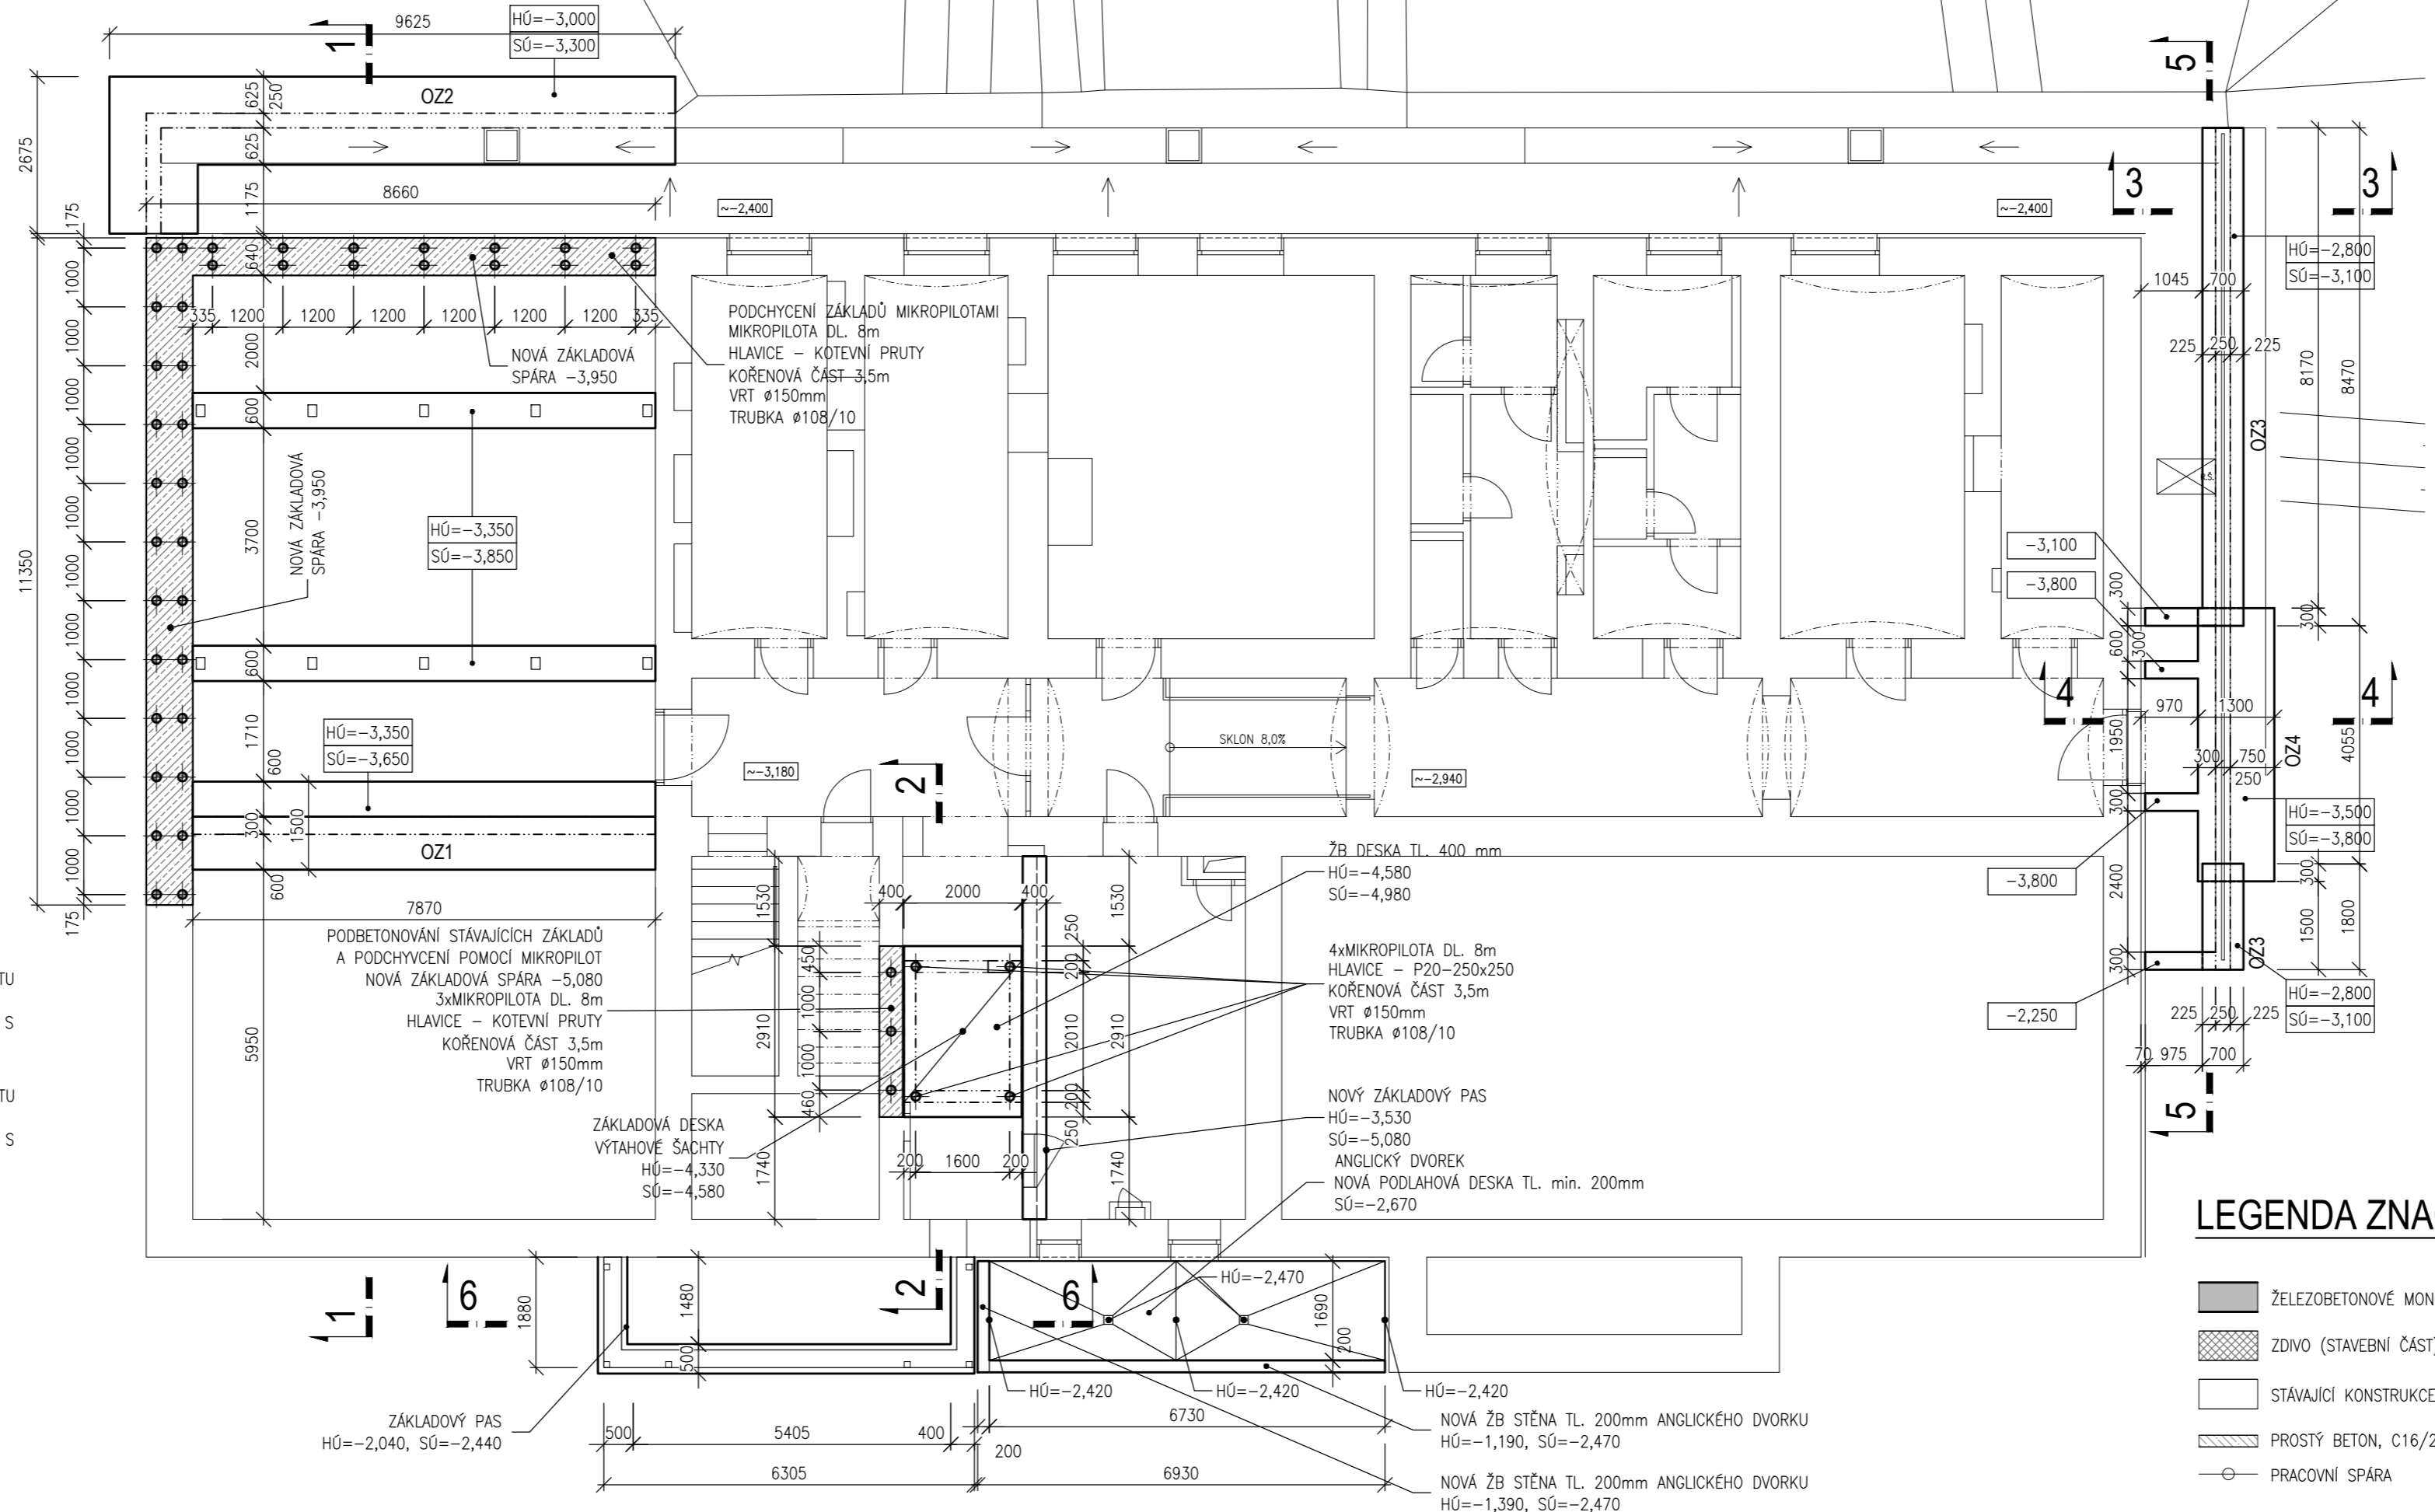 9625
HÚ=-3,000
SÚ=-3,300
1
5
OZ2
625
250
625
2675
8660
1175
175
640
~-2,400
~-2,400
3
3
HÚ=-2,800
SÚ=-3,100
1045
700
225
250
225
8170
8470
335
1200
1200
1200
1200
1200
1200
335
PODCHYCENÍ ZÁKLADŮ MIKROPILOTAMI
MIKROPILOTA DL. 8m
HLAVICE – KOTEVNÍ PRUTY
KOŘENOVÁ ČÁST 3,5m
VRT ø150mm
TRUBKA ø108/10
NOVÁ ZÁKLADOVÁ
SPÁRA -3,950
2000
600
1000
1000
1000
1000
1000
1000
1000
1000
1000
1000
1000
175
11350
NOVÁ ZÁKLADOVÁ
SPÁRA -3,950
3700
HÚ=-3,350
SÚ=-3,850
OZ3
R.Š.
-3,100
-3,800
300
600
300
300
600
1710
600
HÚ=-3,350
SÚ=-3,650
~-3,180
SKLON 8,0%
~-2,940
4
4
970
1300
1950
300
750
250
OZ4
4055
300
1500
OZ1
600
7870
2
HÚ=-3,500
SÚ=-3,800
300
300
2400
-3,800
1500
1800
300
OZ3
HÚ=-2,800
SÚ=-3,100
-2,250
225
250
225
70
975
700
5
ŽB DESKA TL. 400 mm
HÚ=-4,580
SÚ=-4,980
1530
400
2000
400
1530
250
200
2010
200
250
2910
1740
450
1000
1000
460
2910
1740
200
1600
200
5950
PODBETONOVÁNÍ STÁVAJÍCÍCH ZÁKLADŮ
A PODCHYVCENÍ POMOCÍ MIKROPILOT
NOVÁ ZÁKLADOVÁ SPÁRA -5,080
3xMIKROPILOTA DL. 8m
HLAVICE – KOTEVNÍ PRUTY
KOŘENOVÁ ČÁST 3,5m
VRT ø150mm
TRUBKA ø108/10
TU
S
TU
S
4xMIKROPILOTA DL. 8m
HLAVICE – P20-250x250
KOŘENOVÁ ČÁST 3,5m
VRT ø150mm
TRUBKA ø108/10
ZÁKLADOVÁ DESKA
VÝTAHOVÉ ŠACHTY
HÚ=-4,330
SÚ=-4,580
NOVÝ ZÁKLADOVÝ PAS
HÚ=-3,530
SÚ=-5,080
ANGLICKÝ DVOREK
NOVÁ PODLAHOVÁ DESKA TL. min. 200mm
SÚ=-2,670
1
6
2
6
1880
1480
500
HÚ=-2,470
1690
200
HÚ=-2,420
HÚ=-2,420
HÚ=-2,420
ZÁKLADOVÝ PAS
HÚ=-2,040, SÚ=-2,440
500
5405
400
6305
6730
200
6930
NOVÁ ŽB STĚNA TL. 200mm ANGLICKÉHO DVORKU
HÚ=-1,190, SÚ=-2,470
NOVÁ ŽB STĚNA TL. 200mm ANGLICKÉHO DVORKU
HÚ=-1,390, SÚ=-2,470
LEGENDA ZNA
ŽELEZOBETONOVÉ MON
ZDIVO (STAVEBNÍ ČÁST)
STÁVAJÍCÍ KONSTRUKCE
PROSTÝ BETON, C16/2
PRACOVNÍ SPÁRA